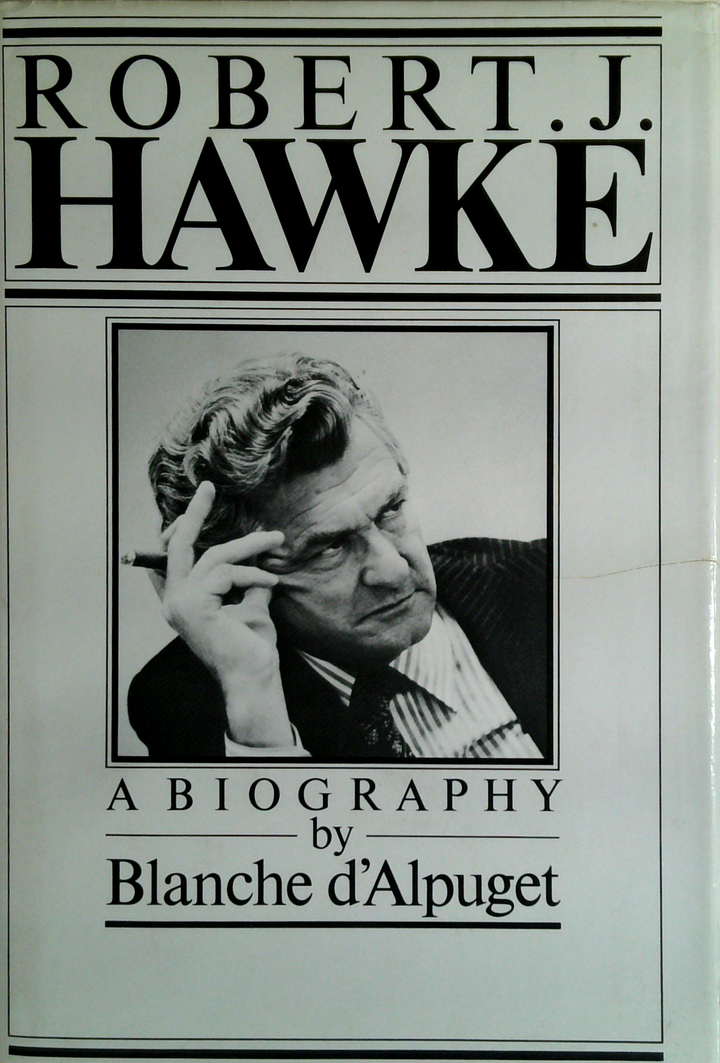 ROBERT. J.
HAWKE
A BIOGRAPHY
by
Blanche d'Alpuget